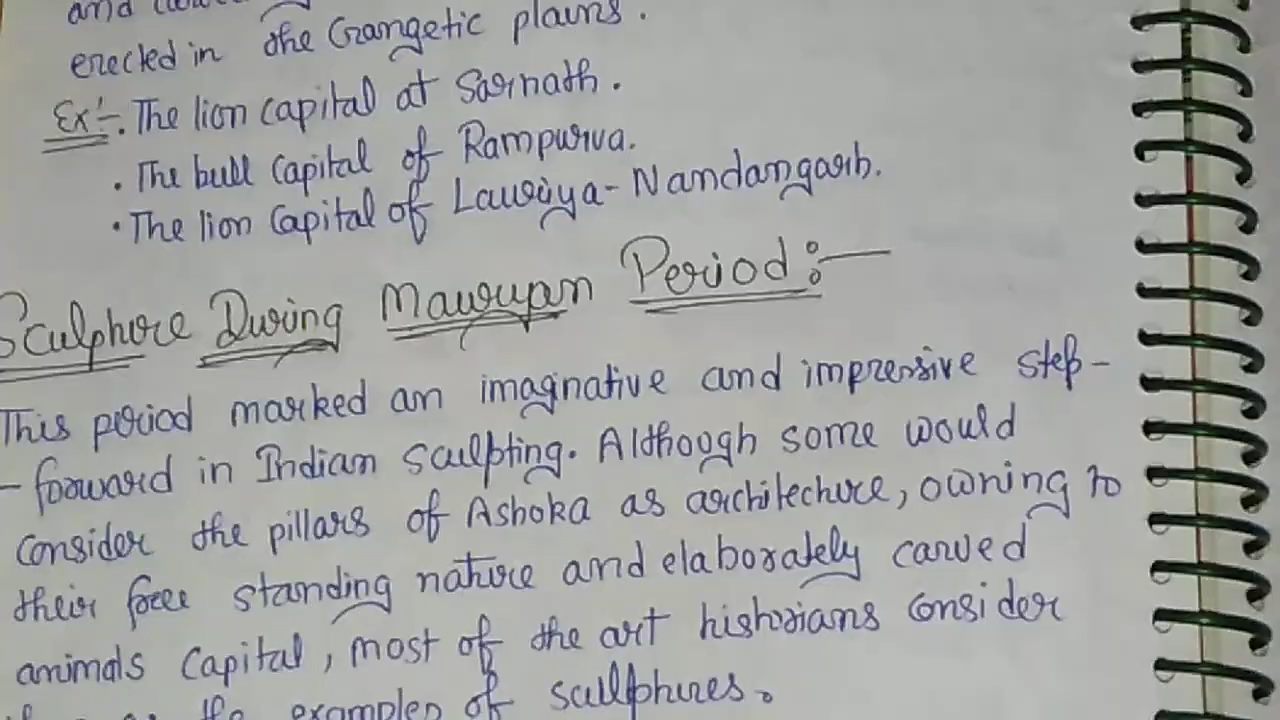 and
erected in the Grangetic plains.
Ex:-. The lion capital at Sarnath.
. The bull capital of Rampurva.
. The lion capital of Lauriya-Nandangarh.
Sculpture During Mauryan Period:-
This period marked an imaginative and impressive step-
- forward in Indian sculpting. Although some would
consider the pillars of Ashoka as architecture, owning to
their free standing nature and elaborately carved
animals capital, most of the art historians consider
the examples of sculptures.